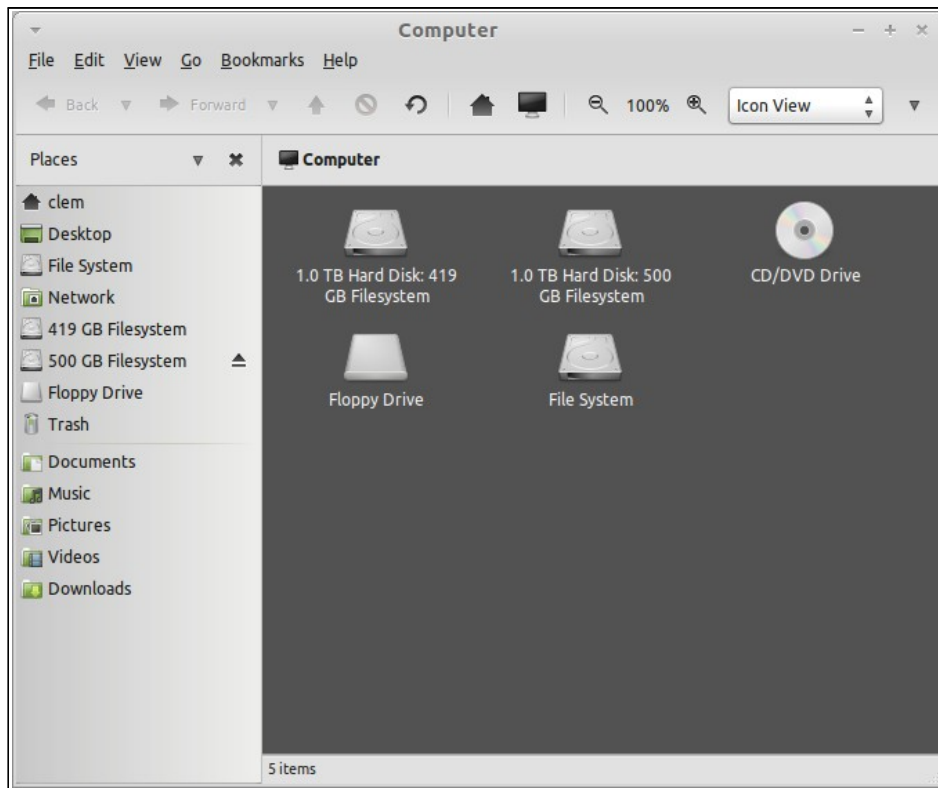 Computer
File Edit View Go Bookmarks Help
Back Forward 100% Icon View
Places
Computer
clem
Desktop
File System
Network
419 GB Filesystem
500 GB Filesystem
Floppy Drive
Trash
Documents
Music
Pictures
Videos
Downloads
1.0 TB Hard Disk: 419
GB Filesystem
1.0 TB Hard Disk: 500
GB Filesystem
CD/DVD Drive
Floppy Drive
File System
5 items